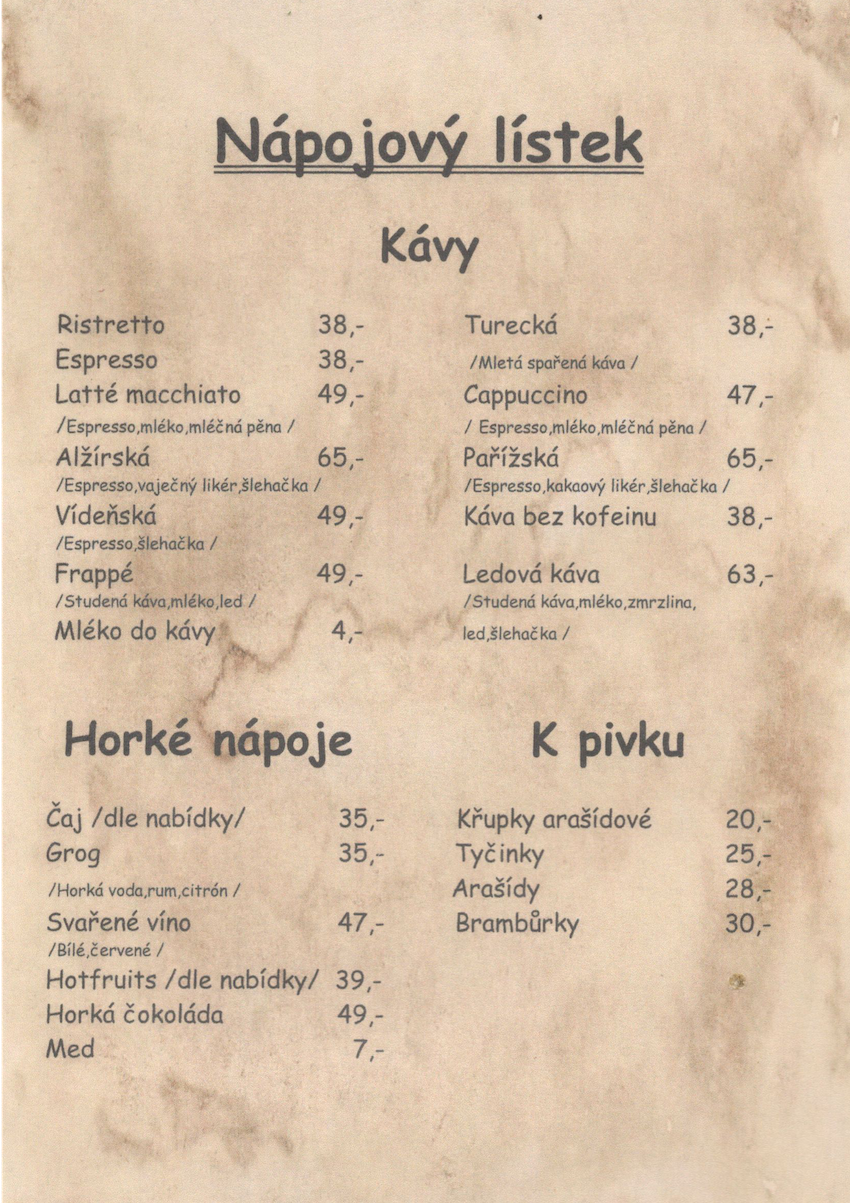 Nápojový lístek
Kávy
Ristretto 38,-
Espresso 38,-
Latté macchiato 49,-
/Espresso,mléko,mléčná pěna /
Alžírská 65,-
/Espresso,vaječný likér,šlehačka /
Vídeňská 49,-
/Espresso,šlehačka /
Frappé 49,-
/Studená káva,mléko,led /
Mléko do kávy 4,-
Turecká 38,-
/Mletá spařená káva /
Cappuccino 47,-
/ Espresso,mléko,mléčná pěna /
Pařížská 65,-
/Espresso,kakaový likér,šlehačka /
Káva bez kofeinu 38,-
Ledová káva 63,-
/Studená káva,mléko,zmrzlina,
led,šlehačka /
Horké nápoje
Čaj /dle nabídky/ 35,-
Grog 35,-
/Horká voda,rum,citrón /
Svařené víno 47,-
/Bílé,červené /
Hotfruits /dle nabídky/ 39,-
Horká čokoláda 49,-
Med 7,-
K pivku
Křupky arašídové 20,-
Tyčinky 25,-
Arašídy 28,-
Brambůrky 30,-